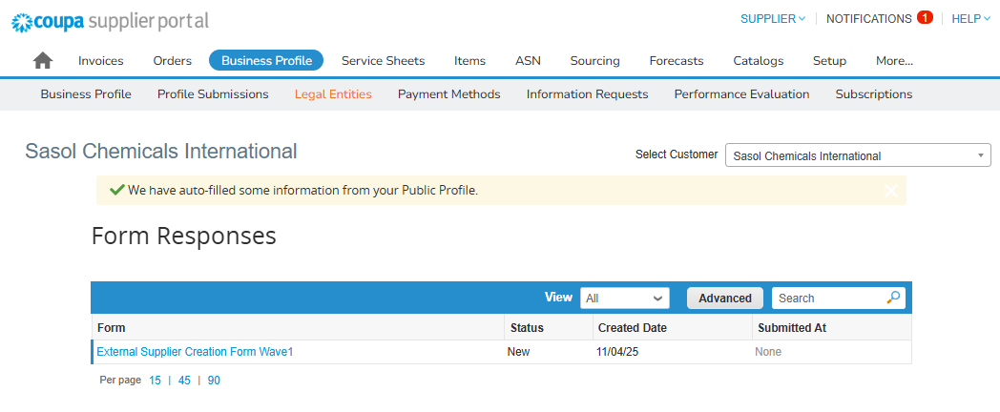 coupa supplier portal
SUPPLIER NOTIFICATIONS 1 HELP
Invoices Orders Business Profile Service Sheets Items ASN Sourcing Forecasts Catalogs Setup More...
Business Profile Profile Submissions Legal Entities Payment Methods Information Requests Performance Evaluation Subscriptions
Sasol Chemicals International Select Customer Sasol Chemicals International
We have auto-filled some information from your Public Profile.
Form Responses
View All Advanced Search
Form Status Created Date Submitted At
External Supplier Creation Form Wave1 New 11/04/25 None
Per page 15 | 45 | 90